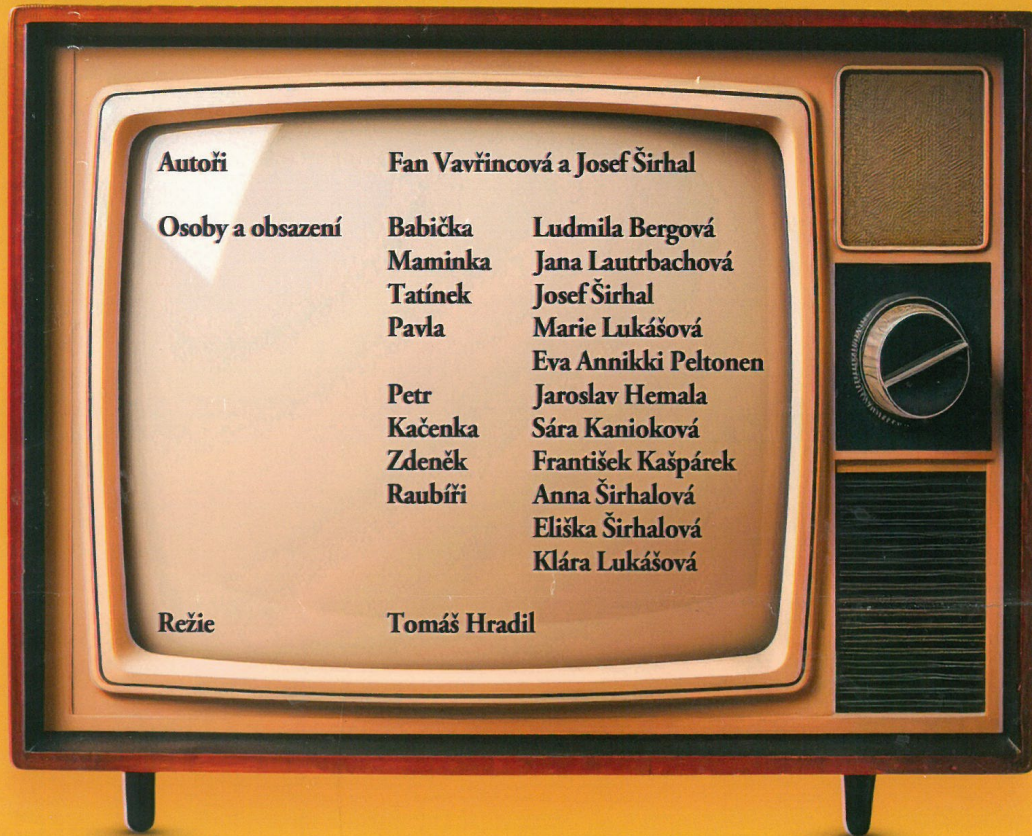 Autoři Fan Vavřincová a Josef Širhal
Osoby a obsazení Babička Ludmila Bergová
Maminka Jana Lautrbachová
Tatínek Josef Širhal
Pavla Marie Lukášová
Eva Annikki Peltonen
Petr Jaroslav Hemala
Kačenka Sára Kanioková
Zdeněk František Kašpárek
Raubíři Anna Širhalová
Eliška Širhalová
Klára Lukášová
Režie Tomáš Hradil